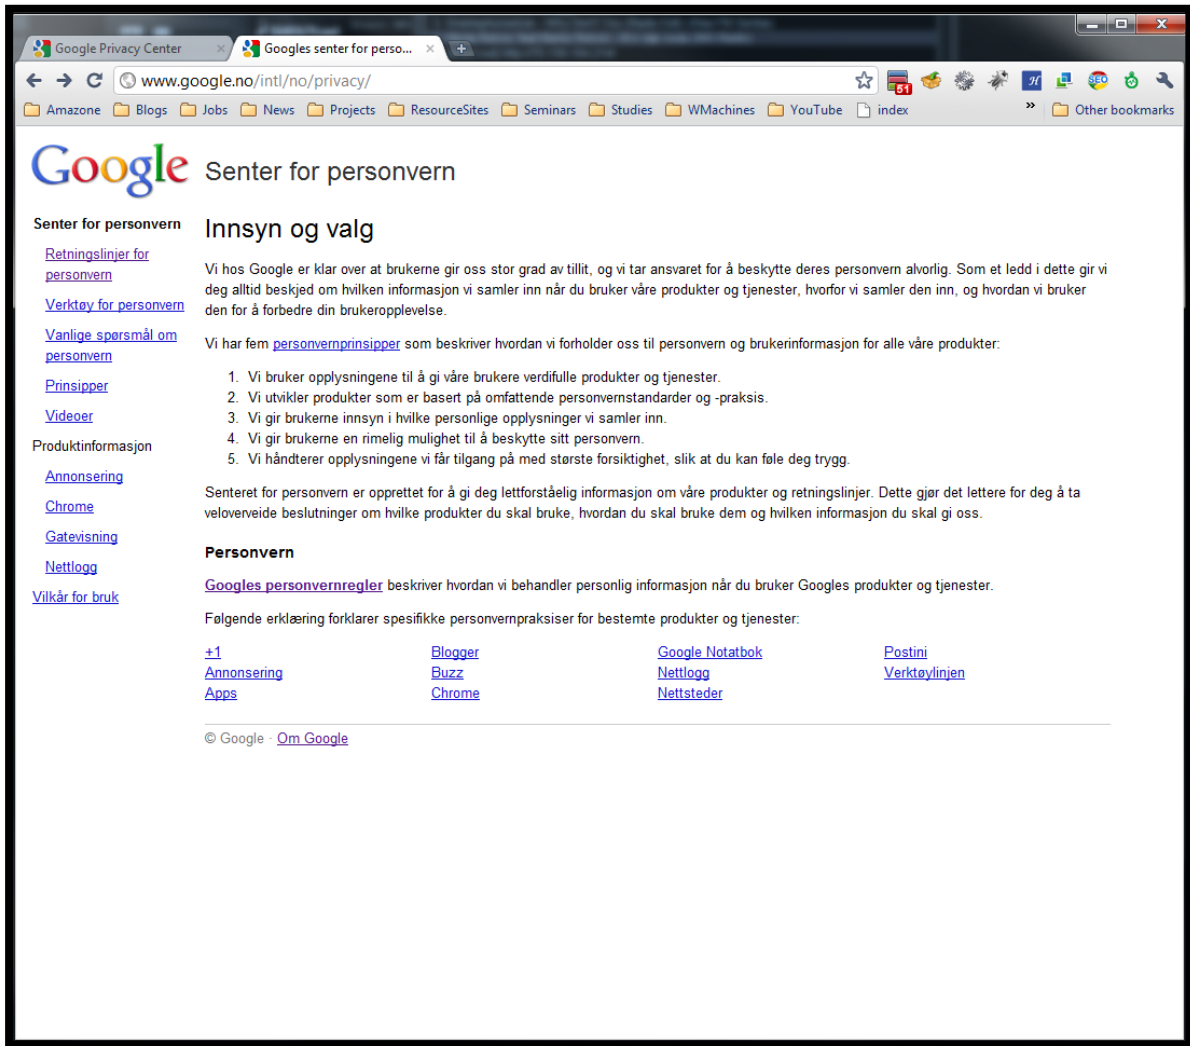 Google Privacy Center
Googles senter for perso...
www.google.no/intl/no/privacy/
51
H
SEO
Amazone Blogs Jobs News Projects ResourceSites Seminars Studies WMachines YouTube index » Other bookmarks
Google Senter for personvern
Senter for personvern
Retningslinjer for
personvern
Verktøy for personvern
Vanlige spørsmål om
personvern
Prinsipper
Videoer
Produktinformasjon
Annonsering
Chrome
Gatevisning
Nettlogg
Vilkår for bruk
Innsyn og valg
Vi hos Google er klar over at brukerne gir oss stor grad av tillit, og vi tar ansvaret for å beskytte deres personvern alvorlig. Som et ledd i dette gir vi
deg alltid beskjed om hvilken informasjon vi samler inn når du bruker våre produkter og tjenester, hvorfor vi samler den inn, og hvordan vi bruker
den for å forbedre din brukeropplevelse.
Vi har fem personvernprinsipper som beskriver hvordan vi forholder oss til personvern og brukerinformasjon for alle våre produkter:
1. Vi bruker opplysningene til å gi våre brukere verdifulle produkter og tjenester.
2. Vi utvikler produkter som er basert på omfattende personvernstandarder og -praksis.
3. Vi gir brukerne innsyn i hvilke personlige opplysninger vi samler inn.
4. Vi gir brukerne en rimelig mulighet til å beskytte sitt personvern.
5. Vi håndterer opplysningene vi får tilgang på med største forsiktighet, slik at du kan føle deg trygg.
Senteret for personvern er opprettet for å gi deg lettforståelig informasjon om våre produkter og retningslinjer. Dette gjør det lettere for deg å ta
veloverveide beslutninger om hvilke produkter du skal bruke, hvordan du skal bruke dem og hvilken informasjon du skal gi oss.
Personvern
Googles personvernregler beskriver hvordan vi behandler personlig informasjon når du bruker Googles produkter og tjenester.
Følgende erklæring forklarer spesifikke personvernpraksiser for bestemte produkter og tjenester:
+1 Blogger Google Notatbok Postini
Annonsering Buzz Nettlogg Verktøylinjen
Apps Chrome Nettsteder
© Google - Om Google